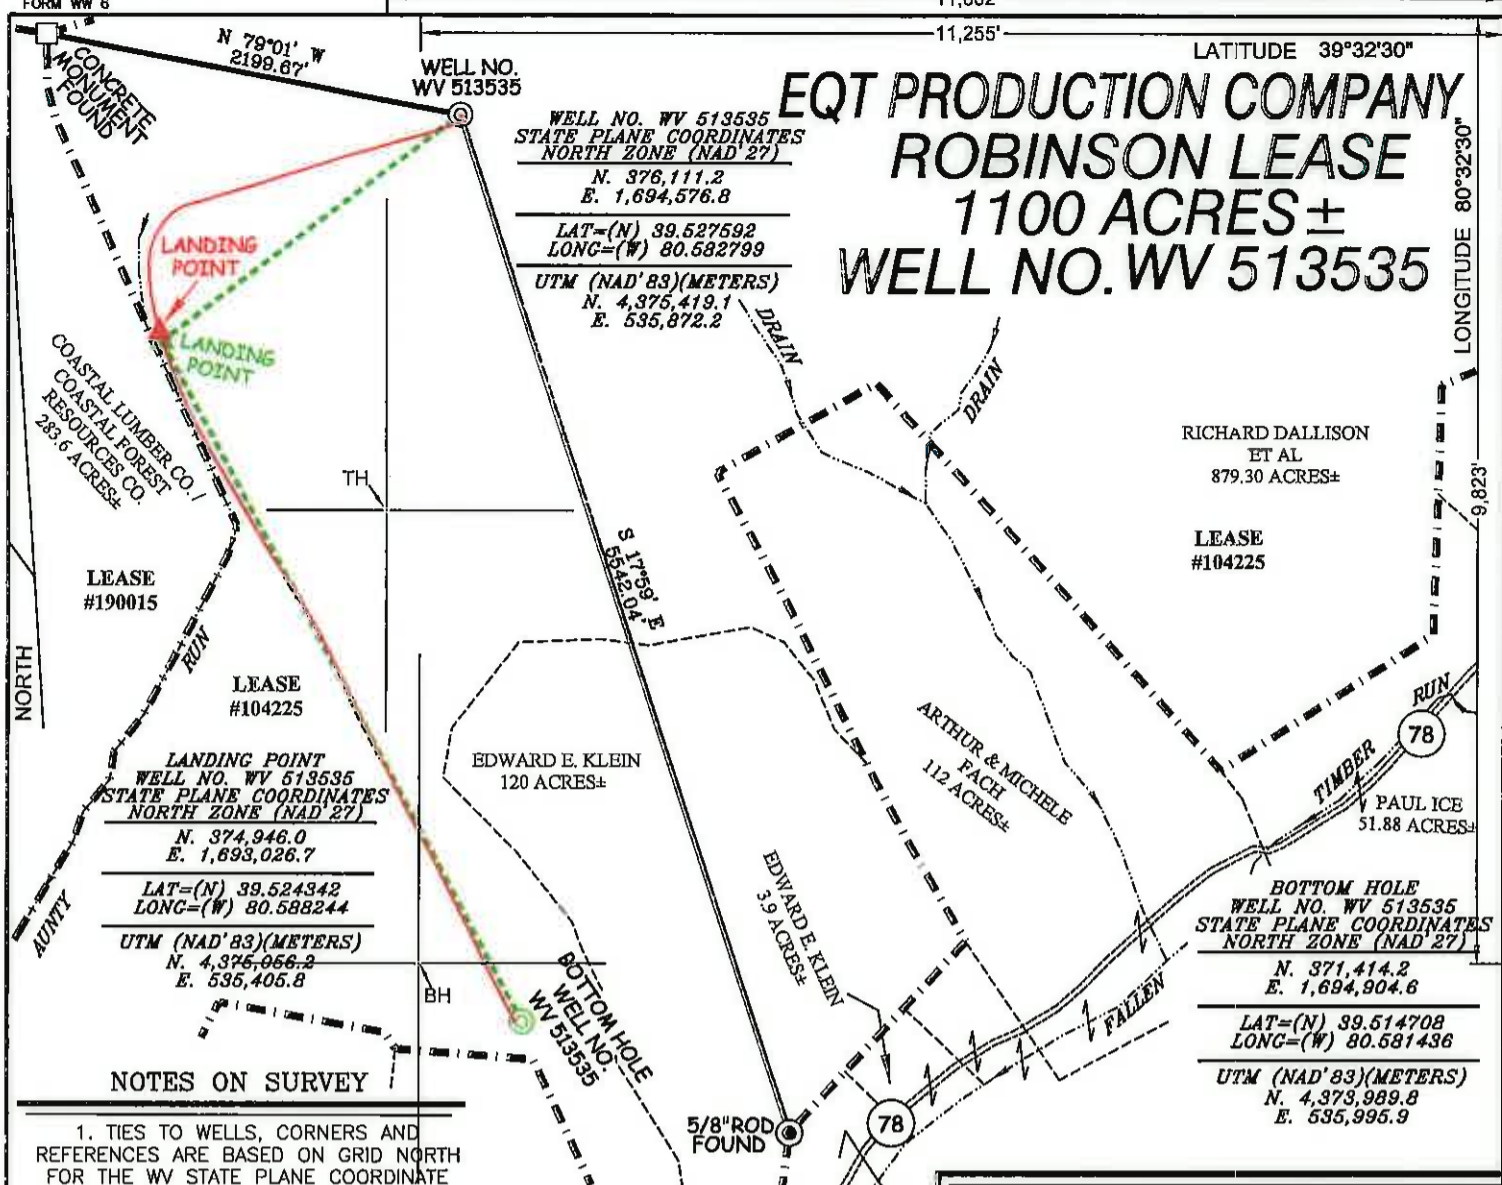 FORM WW 6
11,255'
LATITUDE 39°32'30"
N 79°01' W
2199.67'
CONCRETE
MONUMENT
FOUND
WELL NO.
WV 513535
EQT PRODUCTION COMPANY
ROBINSON LEASE
1100 ACRES±
WELL NO. WV 513535
LONGITUDE 80°32'30"
WELL NO. WV 513535
STATE PLANE COORDINATES
NORTH ZONE (NAD'27)
N. 376,111.2
E. 1,694,576.8
LAT=(N) 39.527592
LONG=(W) 80.582799
UTM (NAD'83)(METERS)
N. 4,375,419.1
E. 535,872.2
LANDING
POINT
LANDING
POINT
DRAIN
DRAIN
COASTAL LUMBER CO. /
COASTAL FOREST
RESOURCES CO.
283.6 ACRES±
RICHARD DALLISON
ET AL
879.30 ACRES±
9,823'
TH
LEASE
#104225
S 17°59' E
5542.04'
LEASE
#190015
RUN
NORTH
LEASE
#104225
RUN
78
TIMBER
EDWARD E. KLEIN
120 ACRES±
ARTHUR & MICHELE
FACH
112 ACRES±
PAUL ICE
51.88 ACRES±
LANDING POINT
WELL NO. WV 513535
STATE PLANE COORDINATES
NORTH ZONE (NAD'27)
N. 374,946.0
E. 1,693,026.7
LAT=(N) 39.524342
LONG=(W) 80.588244
UTM (NAD'83)(METERS)
N. 4,375,056.2
E. 535,405.8
AUNTY
EDWARD E. KLEIN
3.9 ACRES±
BOTTOM HOLE
WELL NO. WV 513535
STATE PLANE COORDINATES
NORTH ZONE (NAD'27)
N. 371,414.2
E. 1,694,904.6
LAT=(N) 39.514708
LONG=(W) 80.581436
UTM (NAD'83)(METERS)
N. 4,373,989.8
E. 535,995.9
BH
BOTTOM HOLE
WELL NO.
WV 513535
FALLEN
NOTES ON SURVEY
5/8"ROD
FOUND
78
1. TIES TO WELLS, CORNERS AND
REFERENCES ARE BASED ON GRID NORTH
FOR THE WV STATE PLANE COORDINATE